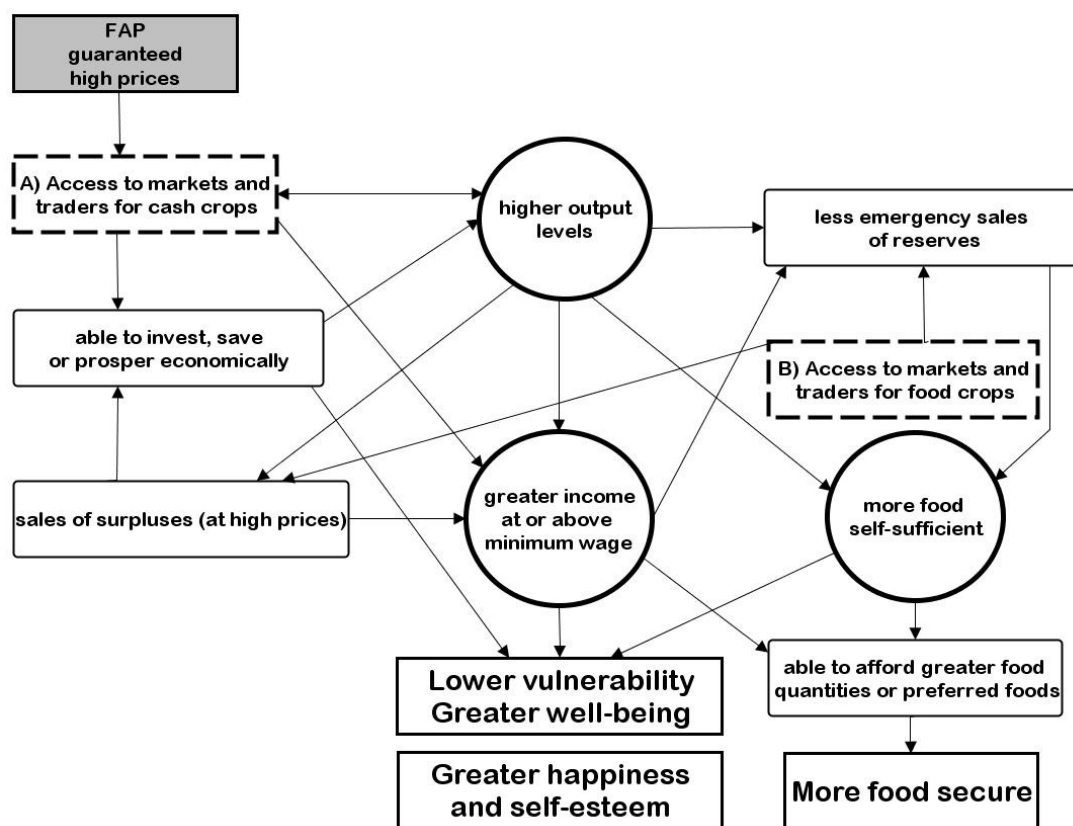 FAP
guaranteed
high prices
A) Access to markets and
traders for cash crops
higher output
levels
less emergency sales
of reserves
able to invest, save
or prosper economically
B) Access to markets and
traders for food crops
sales of surpluses (at high prices)
greater income
at or above
minimum wage
more food
self-sufficient
Lower vulnerability
Greater well-being
able to afford greater food
quantities or preferred foods
Greater happiness
and self-esteem
More food secure